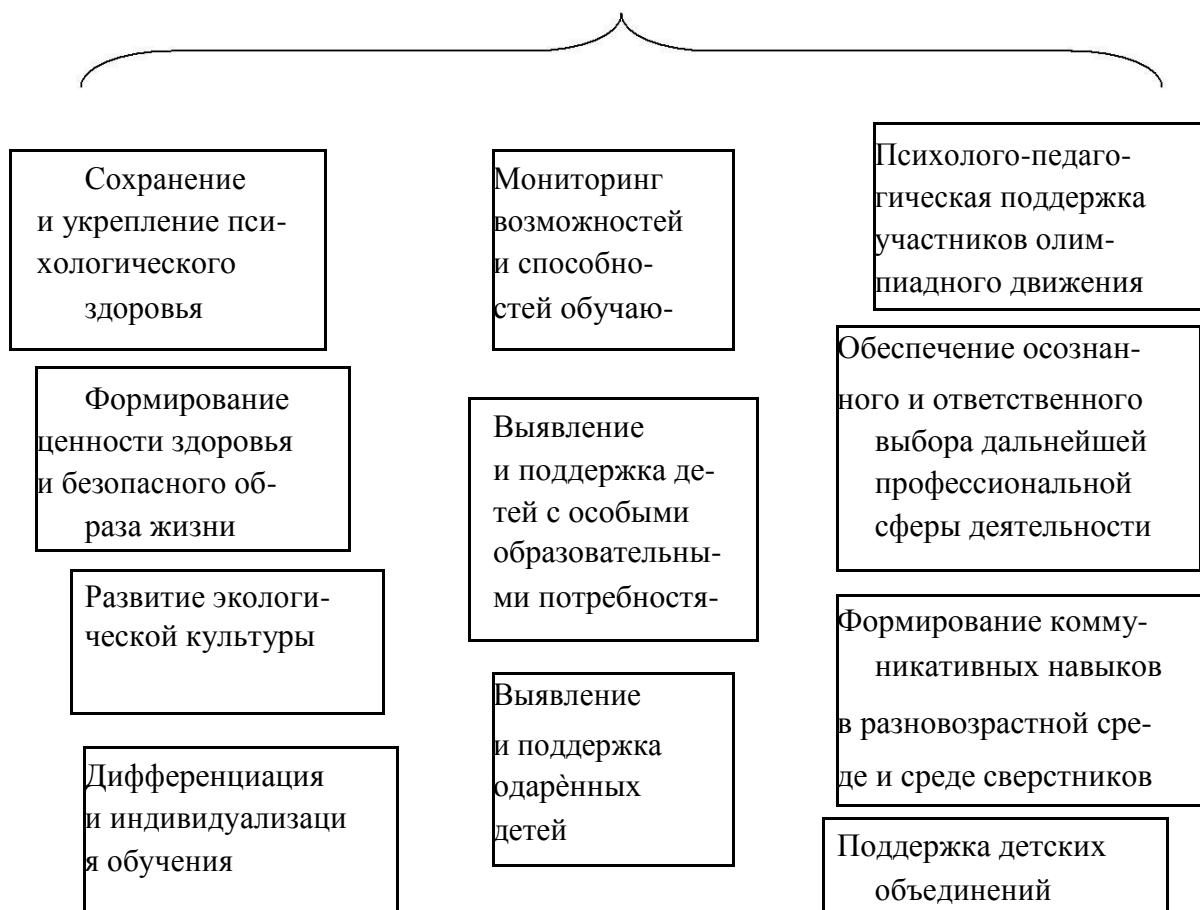 Сохранение
и укрепление пси-
хологического
здоровья
Формирование
ценности здоровья
и безопасного об-
раза жизни
Развитие экологи-
ческой культуры
Дифференциация
и индивидуализаци
я обучения
Мониторинг
возможностей
и способно-
стей обучаю-
Выявление
и поддержка де-
тей с особыми
образовательны-
ми потребностя-
Выявление
и поддержка
одарѐнных
детей
Психолого-педаго-
гическая поддержка
участников олим-
пиадного движения
Обеспечение осознан-
ного и ответственного
выбора дальнейшей
профессиональной
сферы деятельности
Формирование комму-
никативных навыков
в разновозрастной сре-
де и среде сверстников
Поддержка детских
объединений